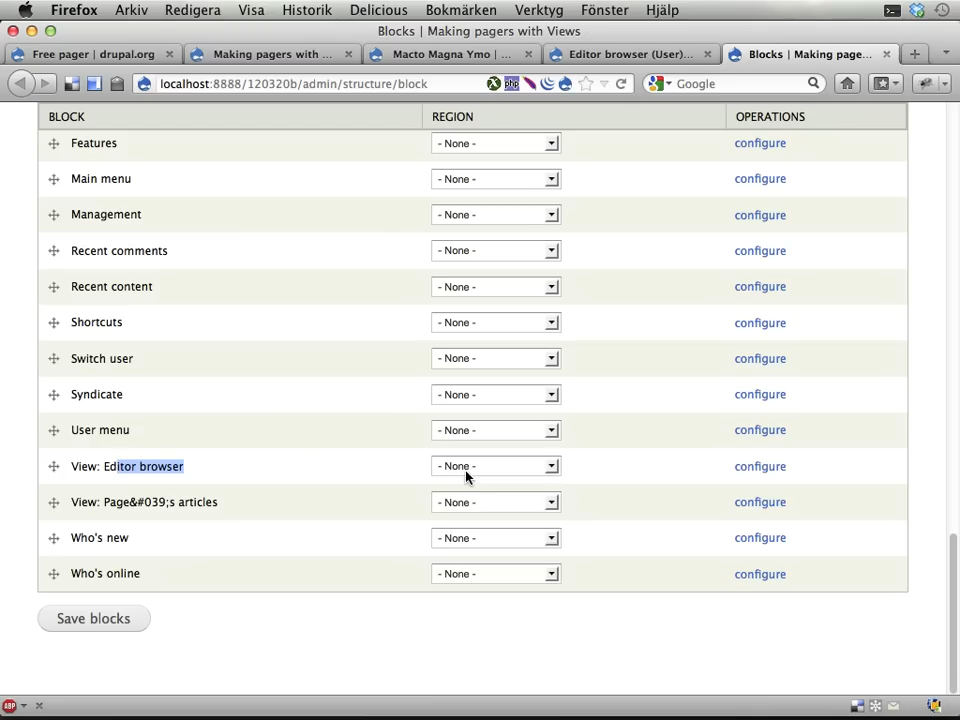 Firefox Arkiv Redigera Visa Historik Delicious Bokmärken Verktyg Fönster Hjälp
Blocks | Making pagers with Views
Free pager | drupal.org Making pagers with ... Macto Magna Ymo | ... Editor browser (User)... Blocks | Making page...
localhost:8888/120320b/admin/structure/block php Google
BLOCK REGION OPERATIONS
Features - None - configure
Main menu - None - configure
Management - None - configure
Recent comments - None - configure
Recent content - None - configure
Shortcuts - None - configure
Switch user - None - configure
Syndicate - None - configure
User menu - None - configure
View: Editor browser - None - configure
View: Page&#039;s articles - None - configure
Who's new - None - configure
Who's online - None - configure
Save blocks
ABP